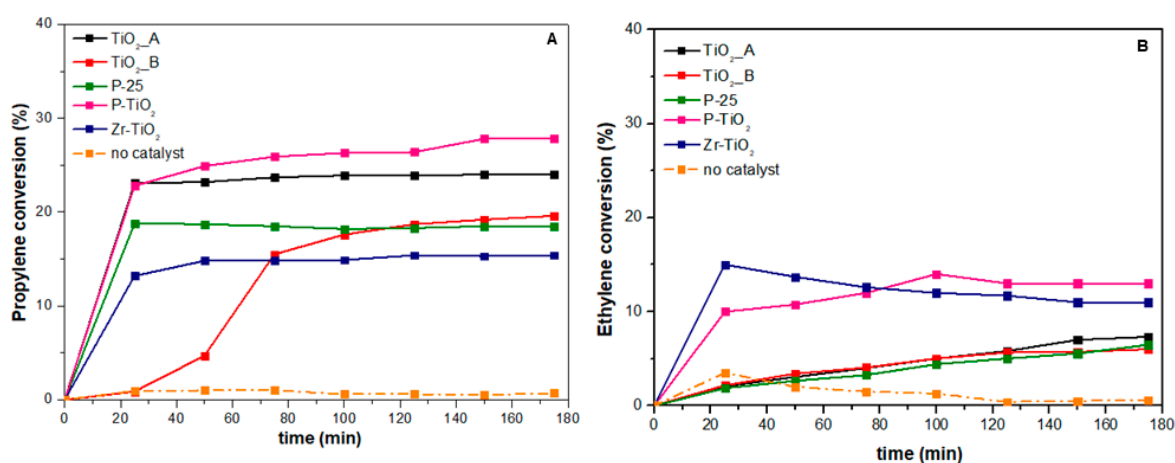 A
TiO₂_A
TiO₂_B
P-25
P-TiO₂
Zr-TiO₂
no catalyst
Propylene conversion (%)
40
30
20
10
0
0 20 40 60 80 100 120 140 160 180
time (min)
B
TiO₂_A
TiO₂_B
P-25
P-TiO₂
Zr-TiO₂
no catalyst
Ethylene conversion (%)
40
30
20
10
0
0 20 40 60 80 100 120 140 160 180
time (min)